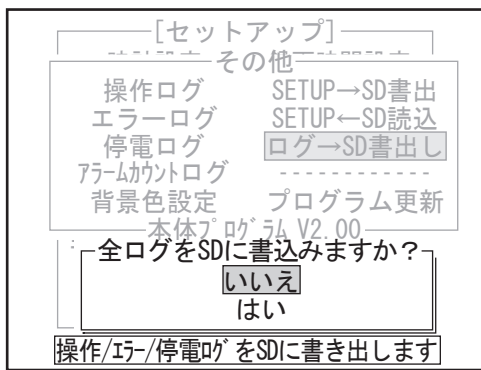 [セットアップ]
その他
操作ログ SETUP→SD書出
エラーログ SETUP←SD読込
停電ログ ログ→SD書出し
ｱﾗｰﾑｶｳﾝﾄログ ------------
背景色設定 プログラム更新
本体ﾌﾟﾛｸﾞﾗﾑ V2.00
全ログをSDに書込みますか？
いいえ
はい
操作/ｴﾗｰ/停電ﾛｸﾞをSDに書き出します